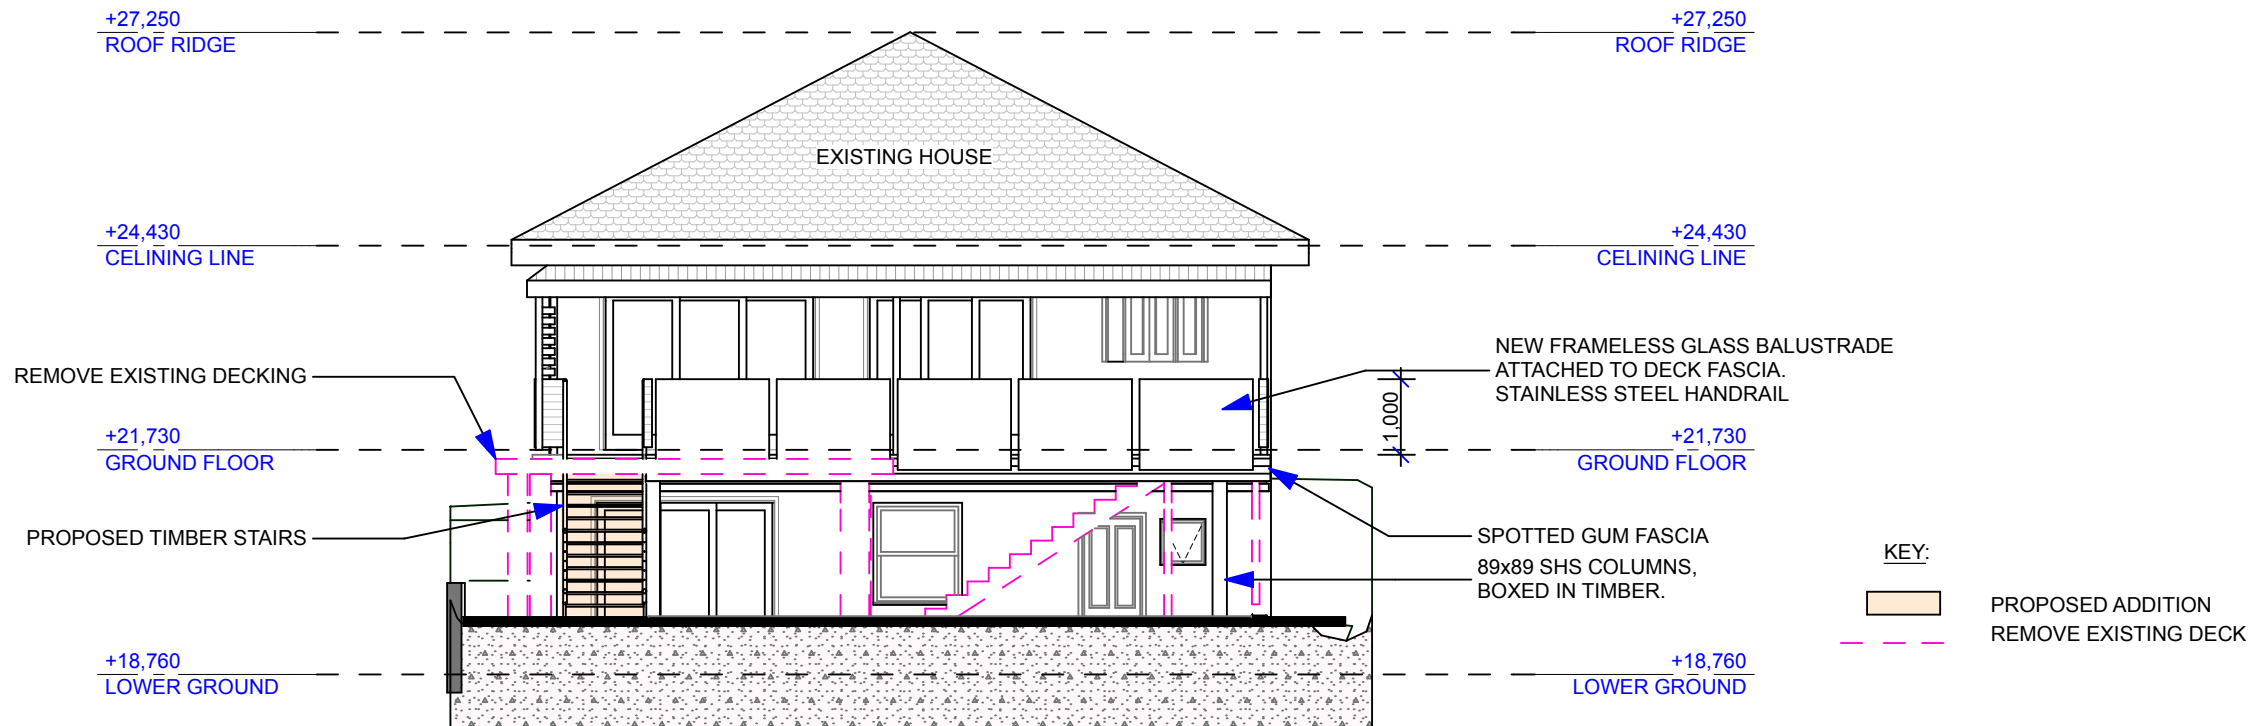 +27,250
ROOF RIDGE
+27,250
ROOF RIDGE
EXISTING HOUSE
+24,430
CELINING LINE
+24,430
CELINING LINE
REMOVE EXISTING DECKING
NEW FRAMELESS GLASS BALUSTRADE
ATTACHED TO DECK FASCIA.
STAINLESS STEEL HANDRAIL
1,000
+21,730
GROUND FLOOR
+21,730
GROUND FLOOR
PROPOSED TIMBER STAIRS
SPOTTED GUM FASCIA
89x89 SHS COLUMNS,
BOXED IN TIMBER.
KEY:
PROPOSED ADDITION
REMOVE EXISTING DECK
+18,760
LOWER GROUND
+18,760
LOWER GROUND